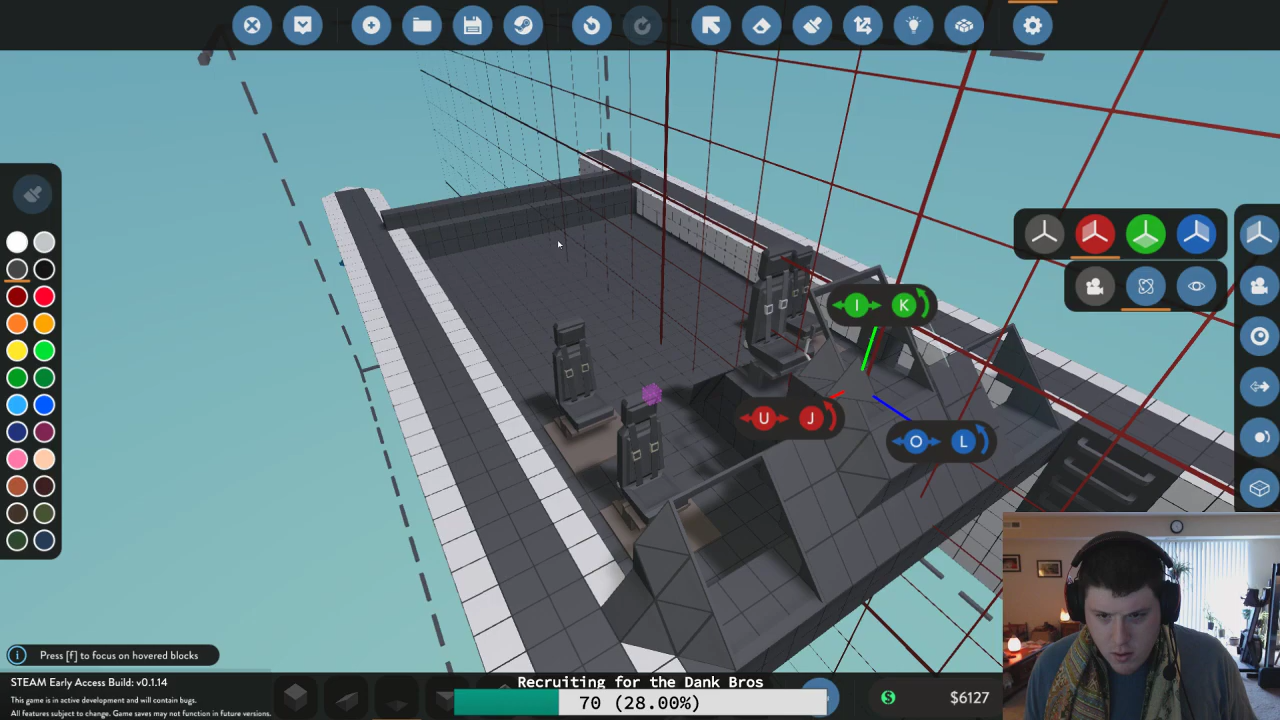 I K
U J
O L
Press [f] to focus on hovered blocks
STEAM Early Access Build: v0.1.14
This game is in active development and will contain bugs.
All features subject to change. Game saves may not function in future versions.
Recruiting for the Dank Bros
70 (28.00%)
$ $6127